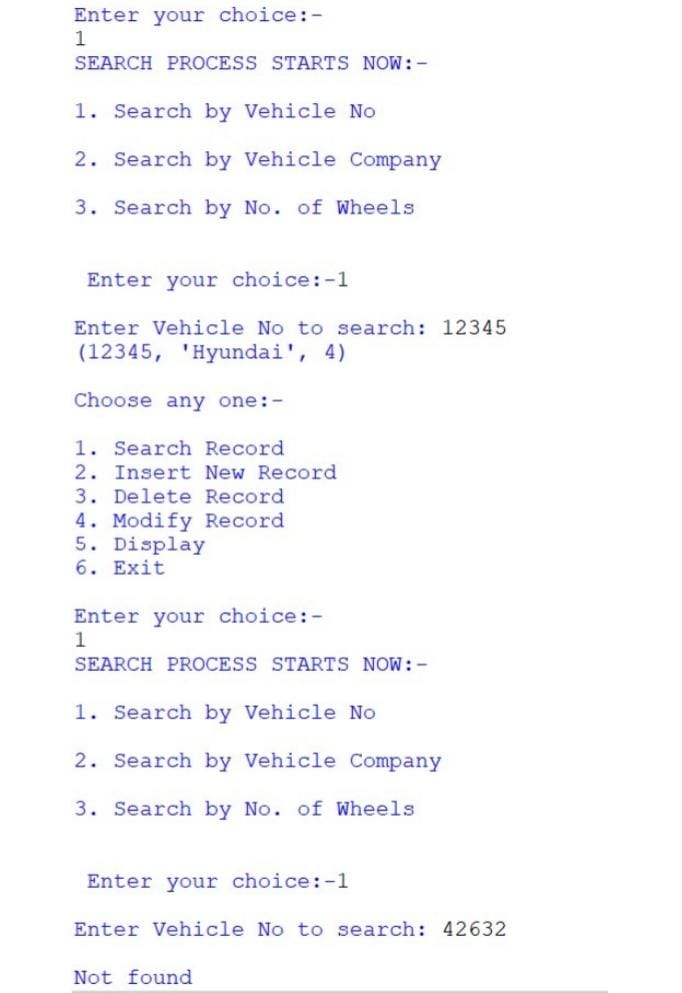 Enter your choice:-
1
SEARCH PROCESS STARTS NOW:-
1. Search by Vehicle No
2. Search by Vehicle Company
3. Search by No. of Wheels
Enter your choice:-1
Enter Vehicle No to search: 12345
(12345, 'Hyundai', 4)
Choose any one:-
1. Search Record
2. Insert New Record
3. Delete Record
4. Modify Record
5. Display
6. Exit
Enter your choice:-
1
SEARCH PROCESS STARTS NOW:-
1. Search by Vehicle No
2. Search by Vehicle Company
3. Search by No. of Wheels
Enter your choice:-1
Enter Vehicle No to search: 42632
Not found